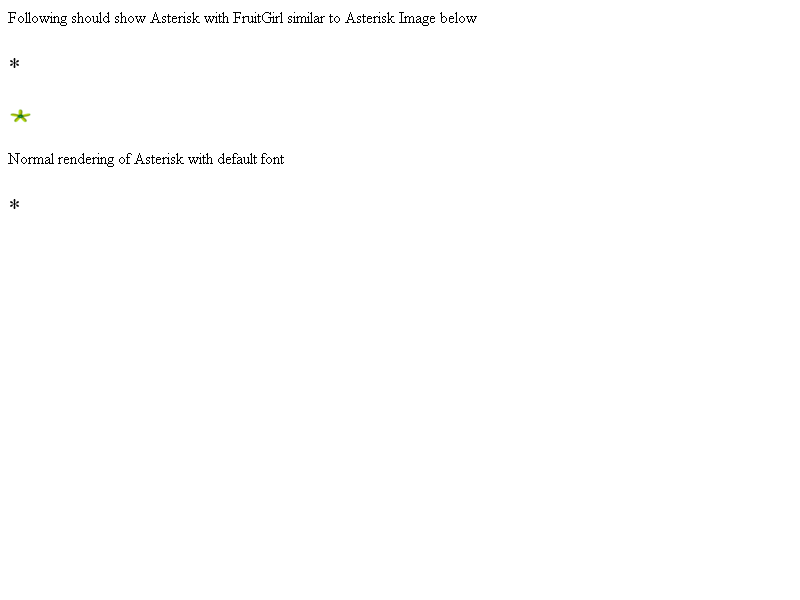 Following should show Asterisk with FruitGirl similar to Asterisk Image below
*
*
Normal rendering of Asterisk with default font
*